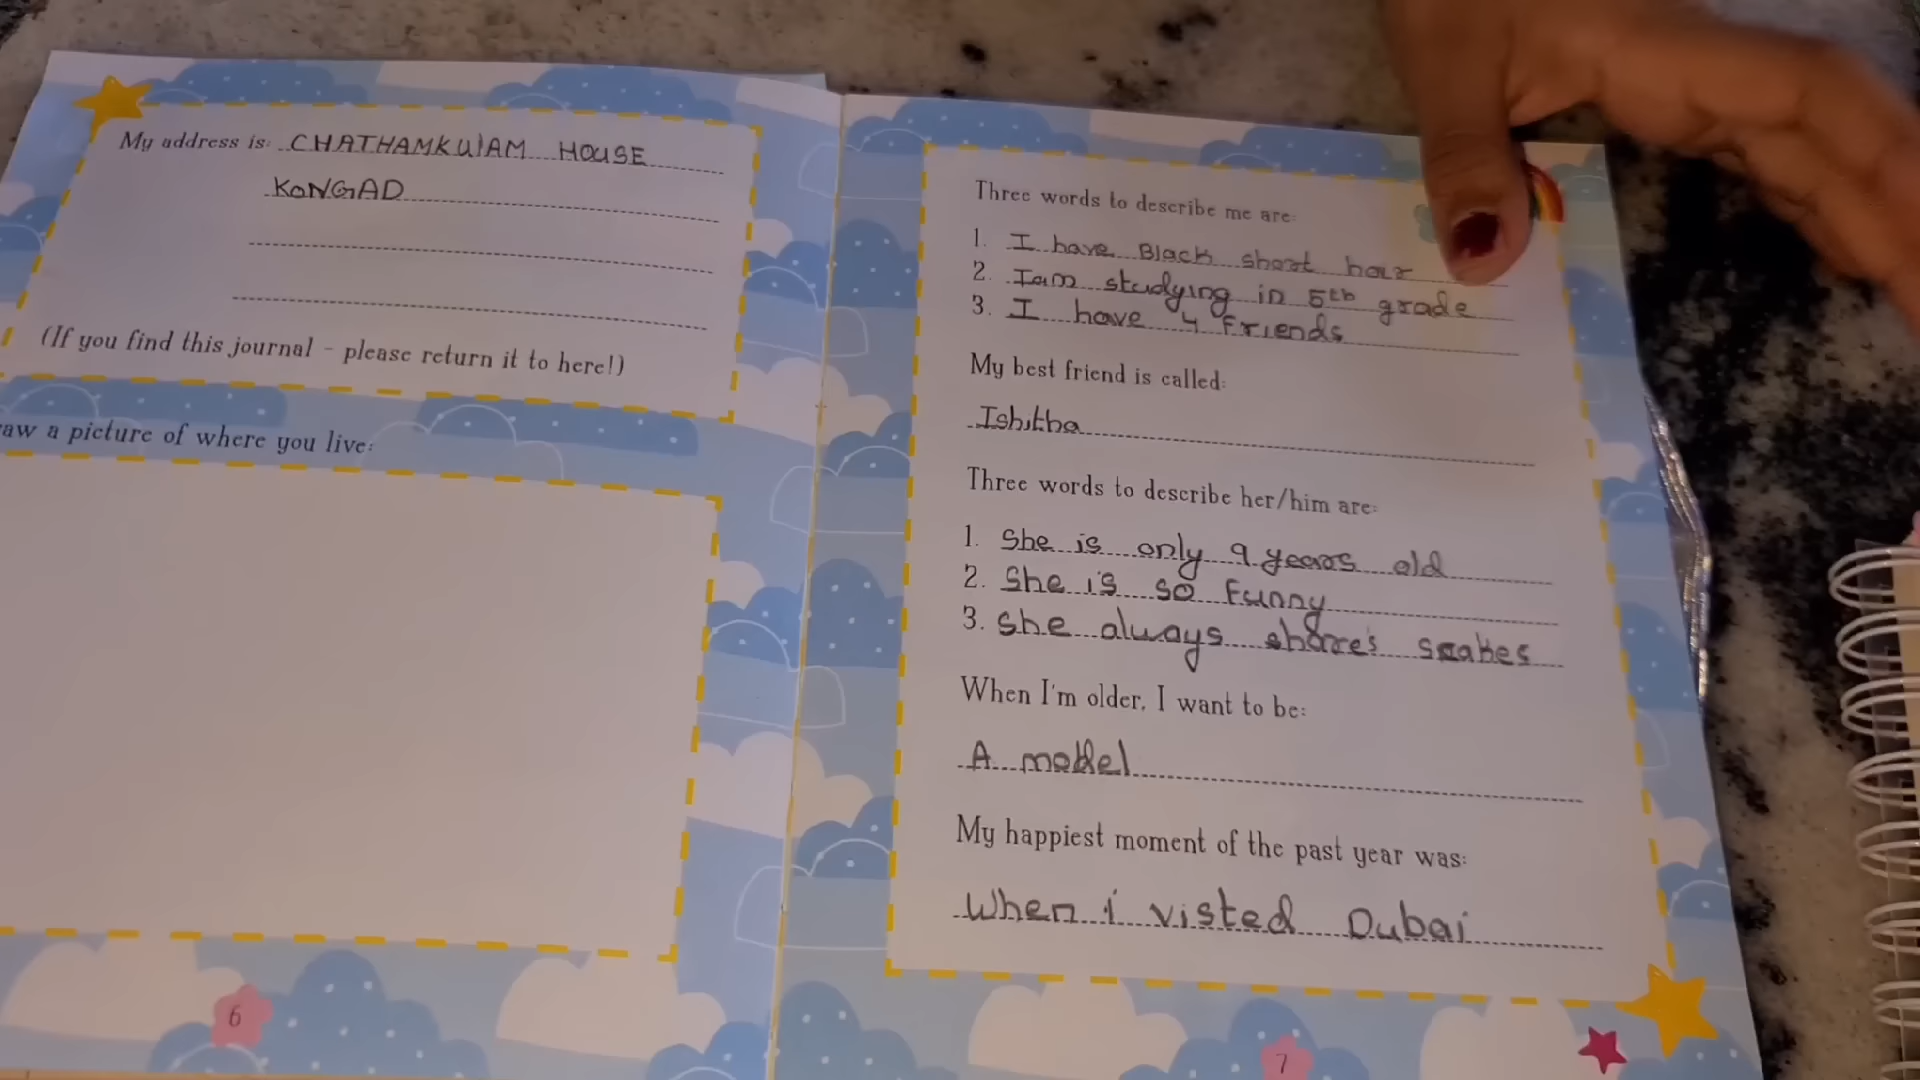 My address is: CHATHAMKUlAM HOUSE
KONGAD
(If you find this journal - please return it to here!)
aw a picture of where you live:
6
Three words to describe me are:
1. I have Black short hair
2. Iam studying in 5th grade
3. I have 4 Friends
My best friend is called:
Ishitha
Three words to describe her/him are:
1. She is only 9 years old
2. She is so Funny
3. She always share's
When I'm older, I want to be:
A model
My happiest moment of the past year was:
When i visted Dubai
7